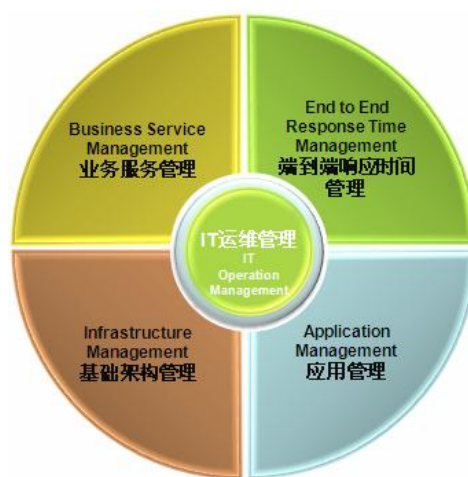 Business Service
Management
业务服务管理
End to End
Response Time
Management
端到端响应时间
管理
IT运维管理
IT
Operation
Management
Infrastructure
Management
基础架构管理
Application
Management
应用管理